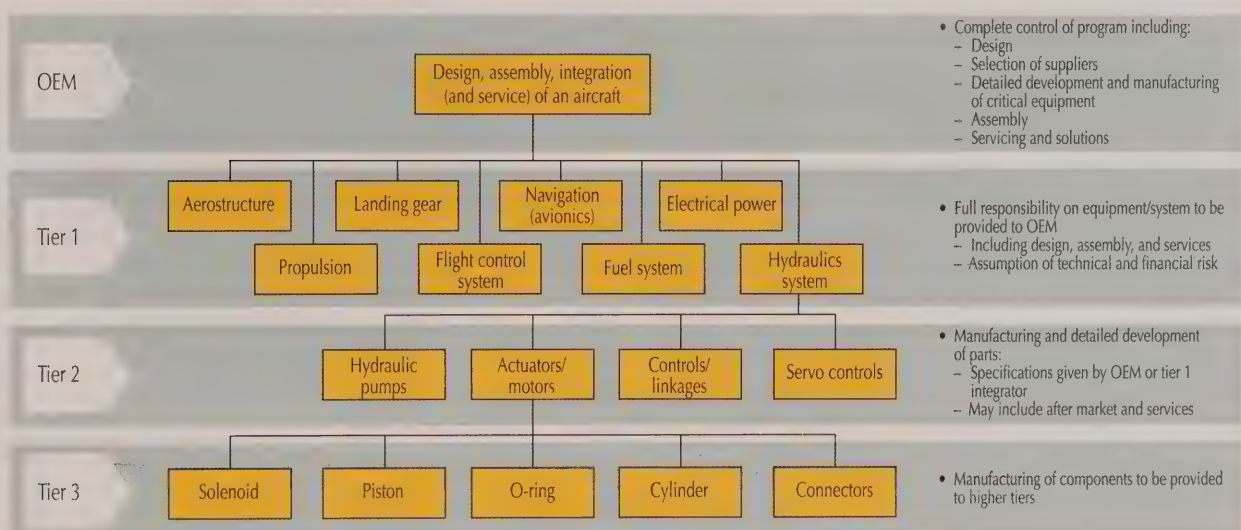 OEM
Design, assembly, integration
(and service) of an aircraft
• Complete control of program including:
– Design
– Selection of suppliers
– Detailed development and manufacturing
of critical equipment
– Assembly
– Servicing and solutions
Tier 1
Aerostructure
Landing gear
Navigation
(avionics)
Electrical power
Propulsion
Flight control
system
Fuel system
Hydraulics
system
• Full responsibility on equipment/system to be
provided to OEM
– Including design, assembly, and services
– Assumption of technical and financial risk
Tier 2
Hydraulic
pumps
Actuators/
motors
Controls/
linkages
Servo controls
• Manufacturing and detailed development
of parts:
– Specifications given by OEM or tier 1
integrator
– May include after market and services
Tier 3
Solenoid
Piston
O-ring
Cylinder
Connectors
• Manufacturing of components to be provided
to higher tiers